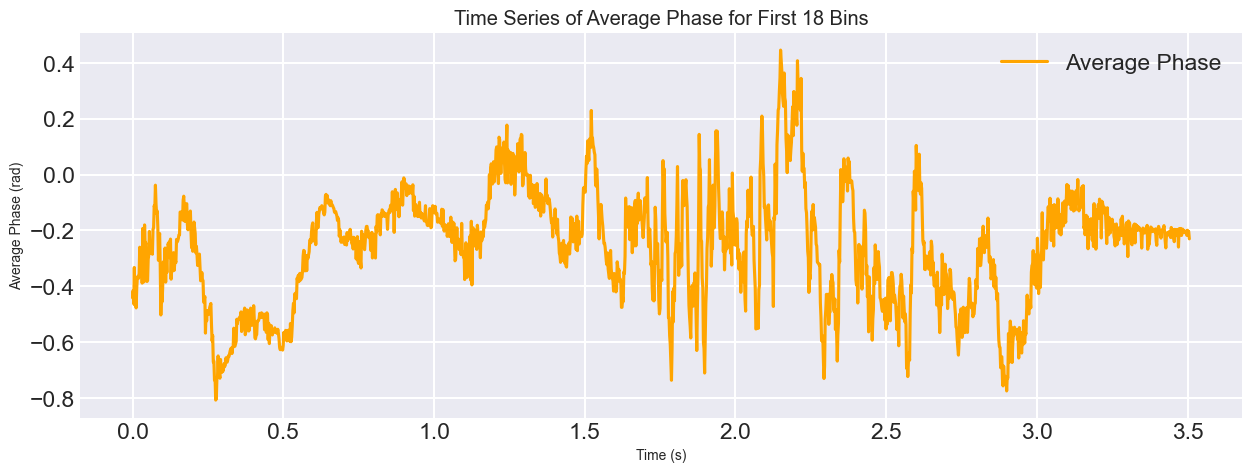 Time Series of Average Phase for First 18 Bins
Average Phase
0.4
0.2
0.0
−0.2
−0.4
−0.6
−0.8
Average Phase (rad)
0.0 0.5 1.0 1.5 2.0 2.5 3.0 3.5
Time (s)